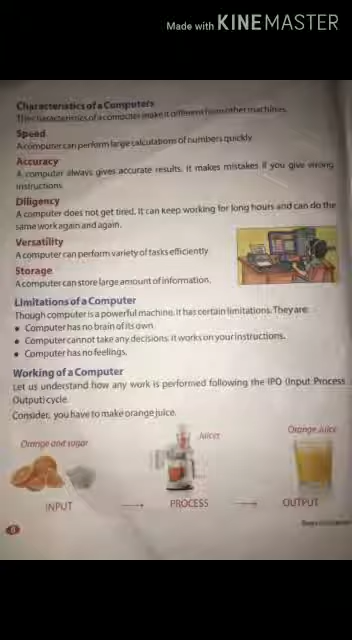 Made with KINEMASTER
Characteristics of a Computers
The characteristics of a computer make it different from other machines.
Speed
A computer can perform large calculations of numbers quickly
Accuracy
A computer always gives accurate results. It makes mistakes if you give wrong
instructions.
Diligency
A computer does not get tired. It can keep working for long hours and can do the
same work again and again.
Versatility
A computer can perform variety of tasks efficiently
Storage
A computer can store large amount of information.
Limitations of a Computer
Though computer is a powerful machine. It has certain limitations. They are:
• Computer has no brain of its own.
• Computer cannot take any decisions. It works on your instructions.
• Computer has no feelings.
Working of a Computer
Let us understand how any work is performed following the IPO (Input Process
Output) cycle.
Consider, you have to make orange juice.
Orange and sugar
Juicer
Orange Juice
INPUT → PROCESS → OUTPUT